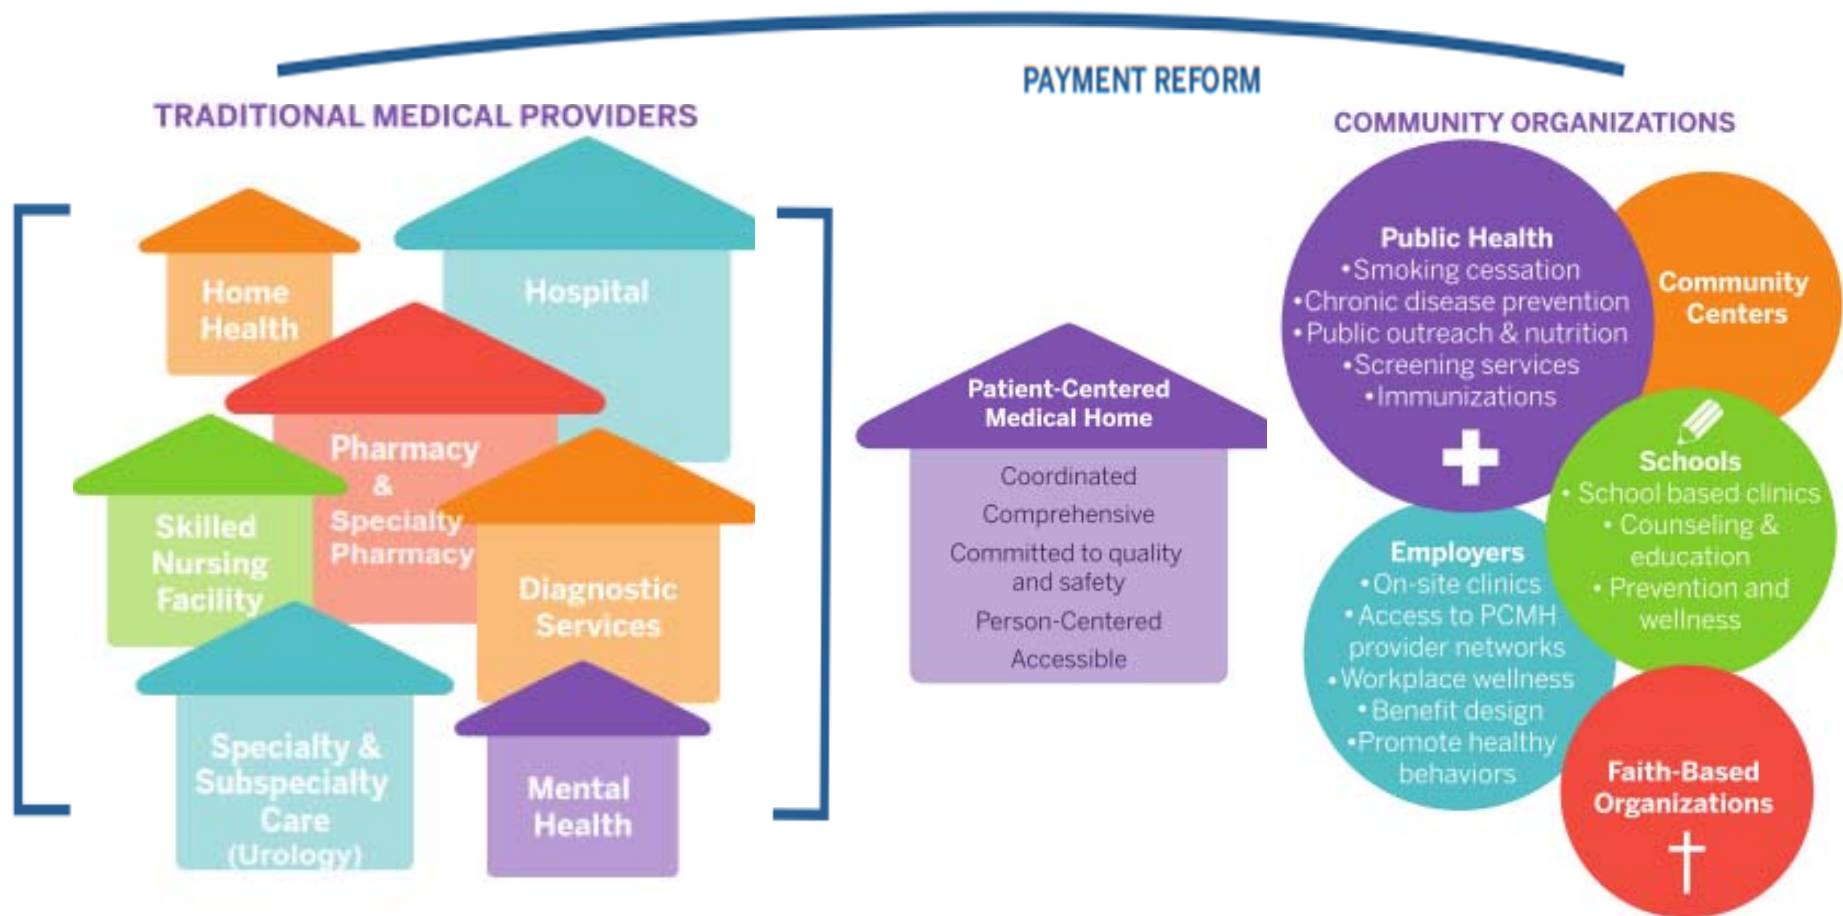 PAYMENT REFORM
TRADITIONAL MEDICAL PROVIDERS
Home
Health
Hospital
Pharmacy
&
Specialty
Pharmacy
Skilled
Nursing
Facility
Diagnostic
Services
Specialty &
Subspecialty
Care
(Urology)
Mental
Health
Patient-Centered
Medical Home
Coordinated
Comprehensive
Committed to quality
and safety
Person-Centered
Accessible
COMMUNITY ORGANIZATIONS
Public Health
•Smoking cessation
•Chronic disease prevention
•Public outreach & nutrition
•Screening services
•Immunizations
Community
Centers
Schools
• School based clinics
• Counseling &
education
• Prevention and
wellness
Employers
•On-site clinics
•Access to PCMH
provider networks
•Workplace wellness
•Benefit design
•Promote healthy
behaviors
Faith-Based
Organizations